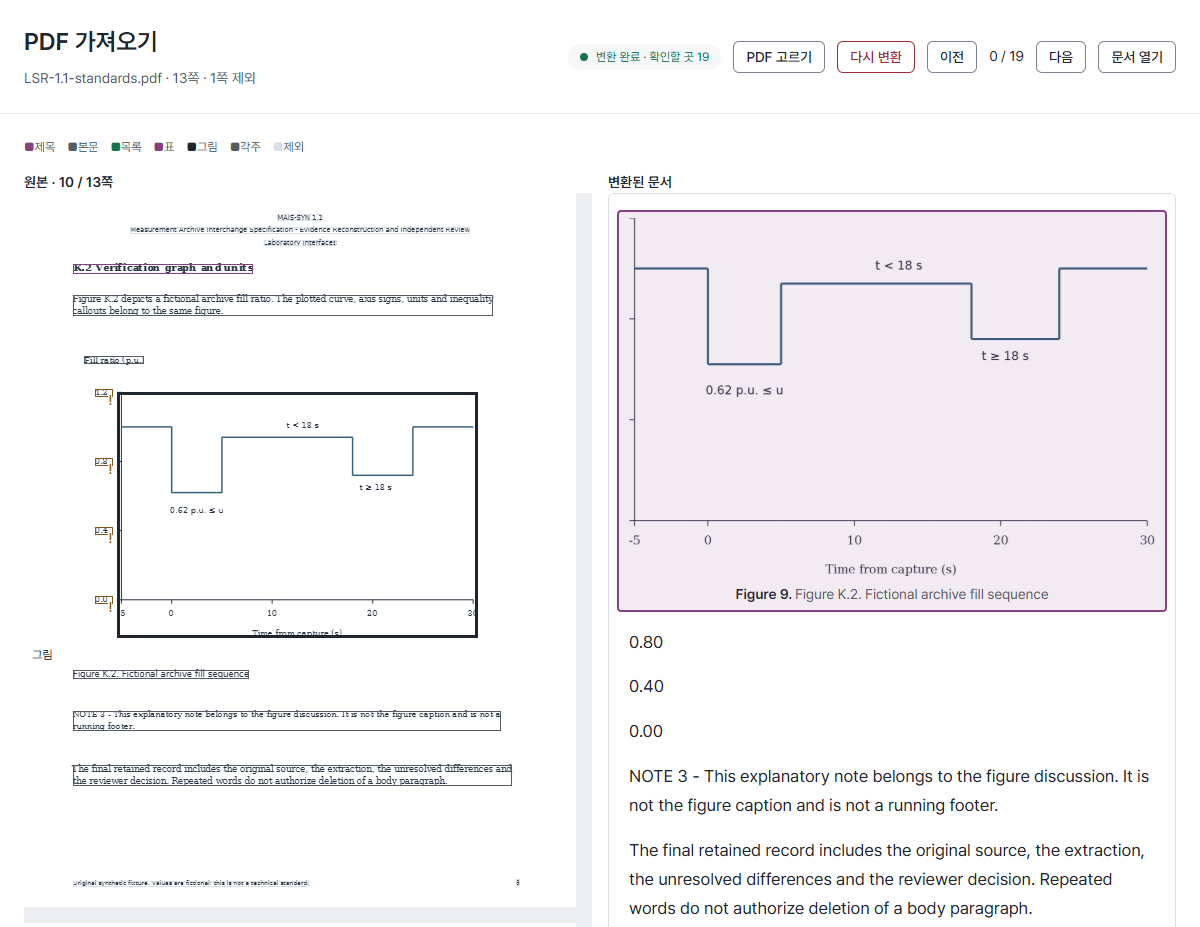 PDF 가져오기
LSR-1.1-standards.pdf · 13쪽 · 1쪽 제외
변환 완료 · 확인할 곳 19
PDF 고르기
다시 변환
이전
0 / 19
다음
문서 열기
제목 본문 목록 표 그림 각주 제외
원본 · 10 / 13쪽
MAIS-SYN 1.1
Measurement Archive Interchange Specification - Evidence Reconstruction and Independent Review
Laboratory Interfaces
K.2 Verification graph and units
Figure K.2 depicts a fictional archive fill ratio. The plotted curve, axis signs, units and inequality
callouts belong to the same figure.
Fill ratio (p.u.)
1.2
!
t < 18 s
0.8
!
t ≥ 18 s
0.62 p.u. ≤ u
0.4
!
0.0
!
5 0 10 20 30
Time from capture (s)
그림
Figure K.2. Fictional archive fill sequence
NOTE 3 - This explanatory note belongs to the figure discussion. It is not the figure caption and is not a
running footer.
The final retained record includes the original source, the extraction, the unresolved differences and
the reviewer decision. Repeated words do not authorize deletion of a body paragraph.
Original synthetic fixture. Values are fictional; this is not a technical standard.
9
변환된 문서
t < 18 s
t ≥ 18 s
0.62 p.u. ≤ u
-5 0 10 20 30
Time from capture (s)
Figure 9. Figure K.2. Fictional archive fill sequence
0.80
0.40
0.00
NOTE 3 - This explanatory note belongs to the figure discussion. It is
not the figure caption and is not a running footer.
The final retained record includes the original source, the extraction,
the unresolved differences and the reviewer decision. Repeated
words do not authorize deletion of a body paragraph.